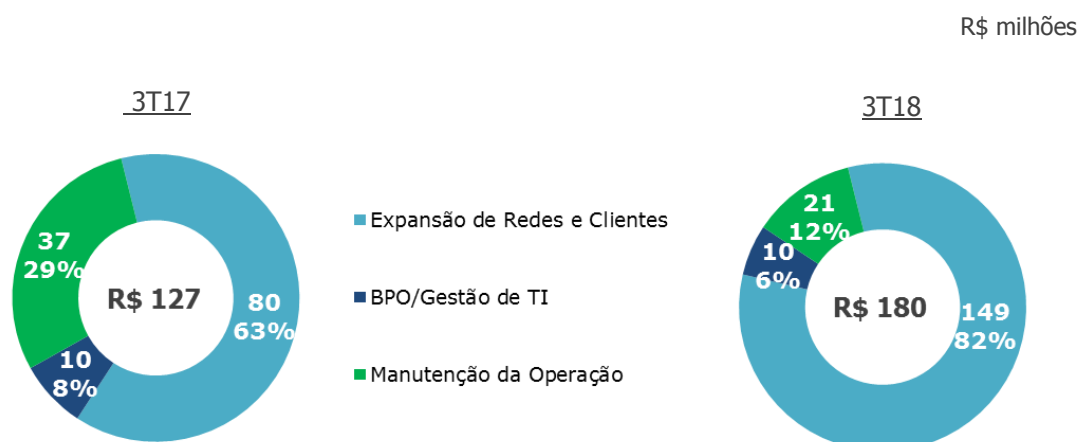 R$ milhões
3T17
37
29%
10
8%
80
63%
R$ 127
Expansão de Redes e Clientes
BPO/Gestão de TI
Manutenção da Operação
3T18
21
12%
10
6%
149
82%
R$ 180